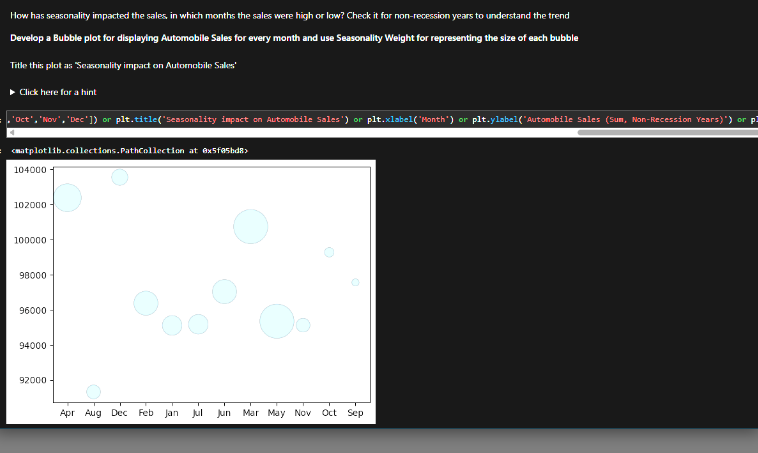 How has seasonality impacted the sales, in which months the sales were high or low? Check it for non-recession years to understand the trend
Develop a Bubble plot for displaying Automobile Sales for every month and use Seasonality Weight for representing the size of each bubble
Title this plot as 'Seasonality impact on Automobile Sales'
▶ Click here for a hint
: ,'Oct','Nov','Dec']) or plt.title('Seasonality impact on Automobile Sales') or plt.xlabel('Month') or plt.ylabel('Automobile Sales (Sum, Non-Recession Years)') or pl
: <matplotlib.collections.PathCollection at 0x5f05bd8>
104000
102000
100000
98000
96000
94000
92000
Apr Aug Dec Feb Jan Jul Jun Mar May Nov Oct Sep